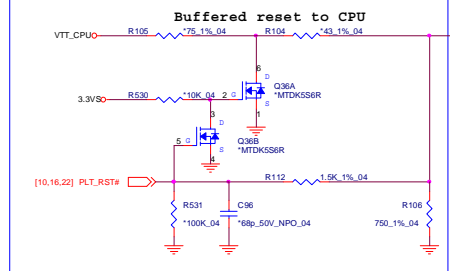 Buffered reset to CPU
VTT_CPU
R105
*75_1%_04
R104
*43_1%_04
6
D
Q36A
*MTDK5S6R
3.3VS
R530
*10K_04
2
G
S
1
3
D
Q36B
*MTDK5S6R
5
G
S
4
[10,16,22] PLT_RST#
R112
1.5K_1%_04
R531
*100K_04
C96
*68p_50V_NPO_04
R106
750_1%_04